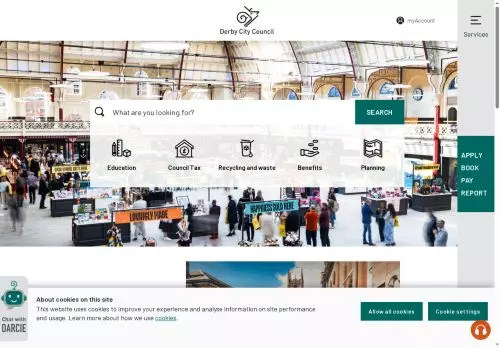 Derby City Council
myAccount
Services
What are you looking for?
SEARCH
Education
Council Tax
Recycling and waste
Benefits
Planning
APPLY
BOOK
PAY
REPORT
LOVINGLY MADE
HAPPINESS SOLD HERE
About cookies on this site
This website uses cookies to improve your experience and analyse information on site performance
and usage. Learn more about how we use cookies.
Allow all cookies
Cookie settings
Chat with
DARCIE